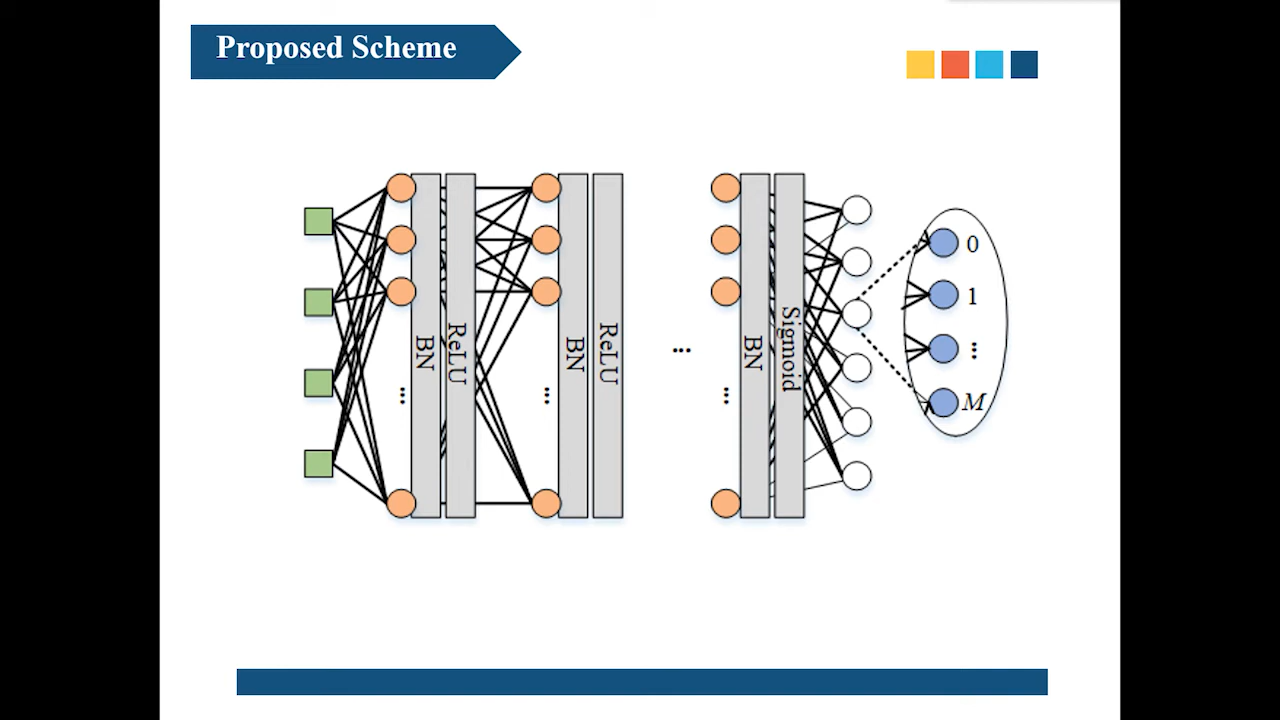 Proposed Scheme
BN
ReLU
...
BN
ReLU
...
...
BN
Sigmoid
...
0
1
...
M